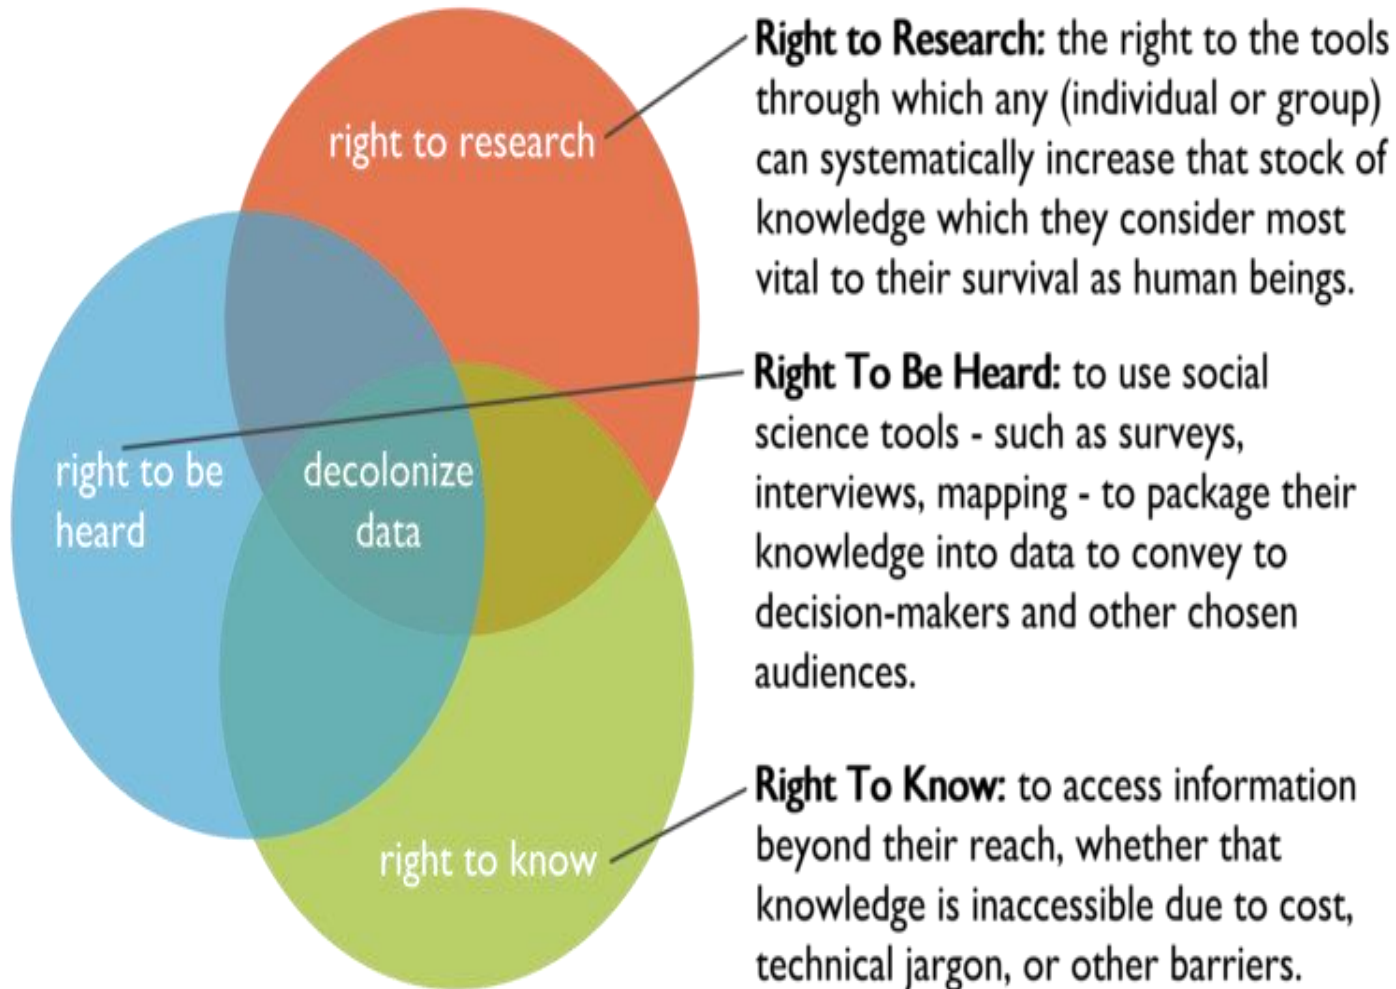 right to research
right to be
heard
decolonize
data
right to know
Right to Research: the right to the tools
through which any (individual or group)
can systematically increase that stock of
knowledge which they consider most
vital to their survival as human beings.
Right To Be Heard: to use social
science tools - such as surveys,
interviews, mapping - to package their
knowledge into data to convey to
decision-makers and other chosen
audiences.
Right To Know: to access information
beyond their reach, whether that
knowledge is inaccessible due to cost,
technical jargon, or other barriers.